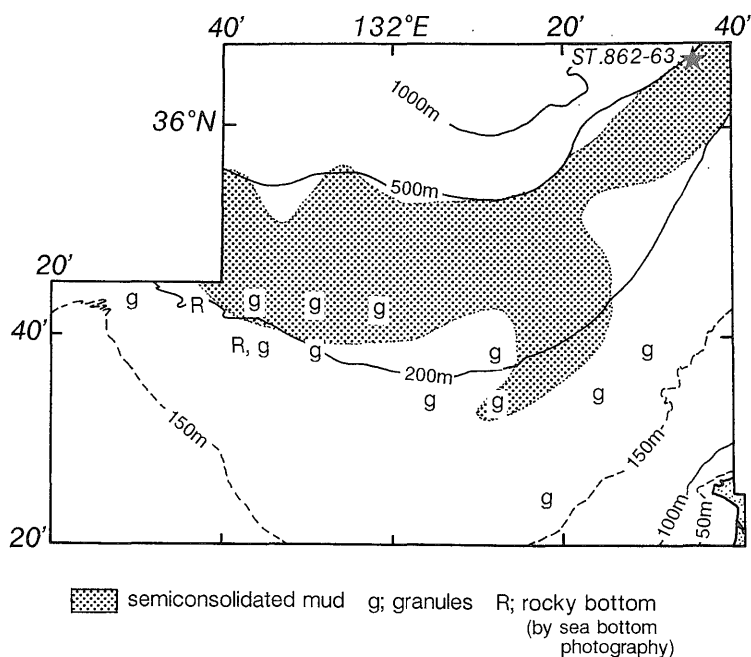 40′ 132°E 20′ 40′
ST.862-63
1000m
36°N
500m
20′
g R g g g
40′
R, g g g g
200m
g g g
150m
150m
g
100m
50m
20′
semiconsolidated mud g; granules R; rocky bottom
(by sea bottom
photography)